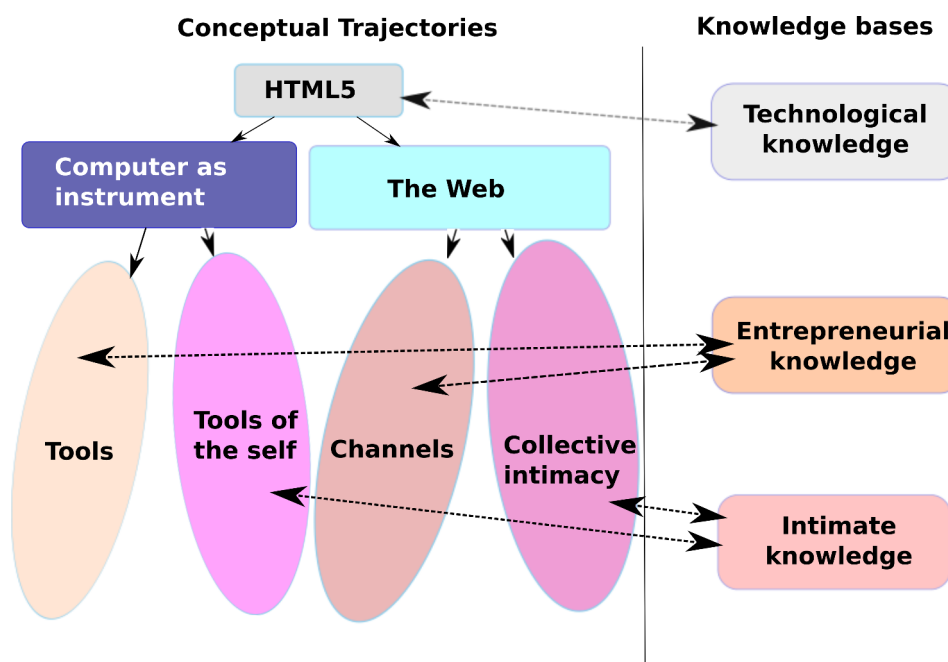 Conceptual Trajectories
Knowledge bases
HTML5
Technological
knowledge
Computer as
instrument
The Web
Entrepreneurial
knowledge
Tools
Tools of
the self
Channels
Collective
intimacy
Intimate
knowledge